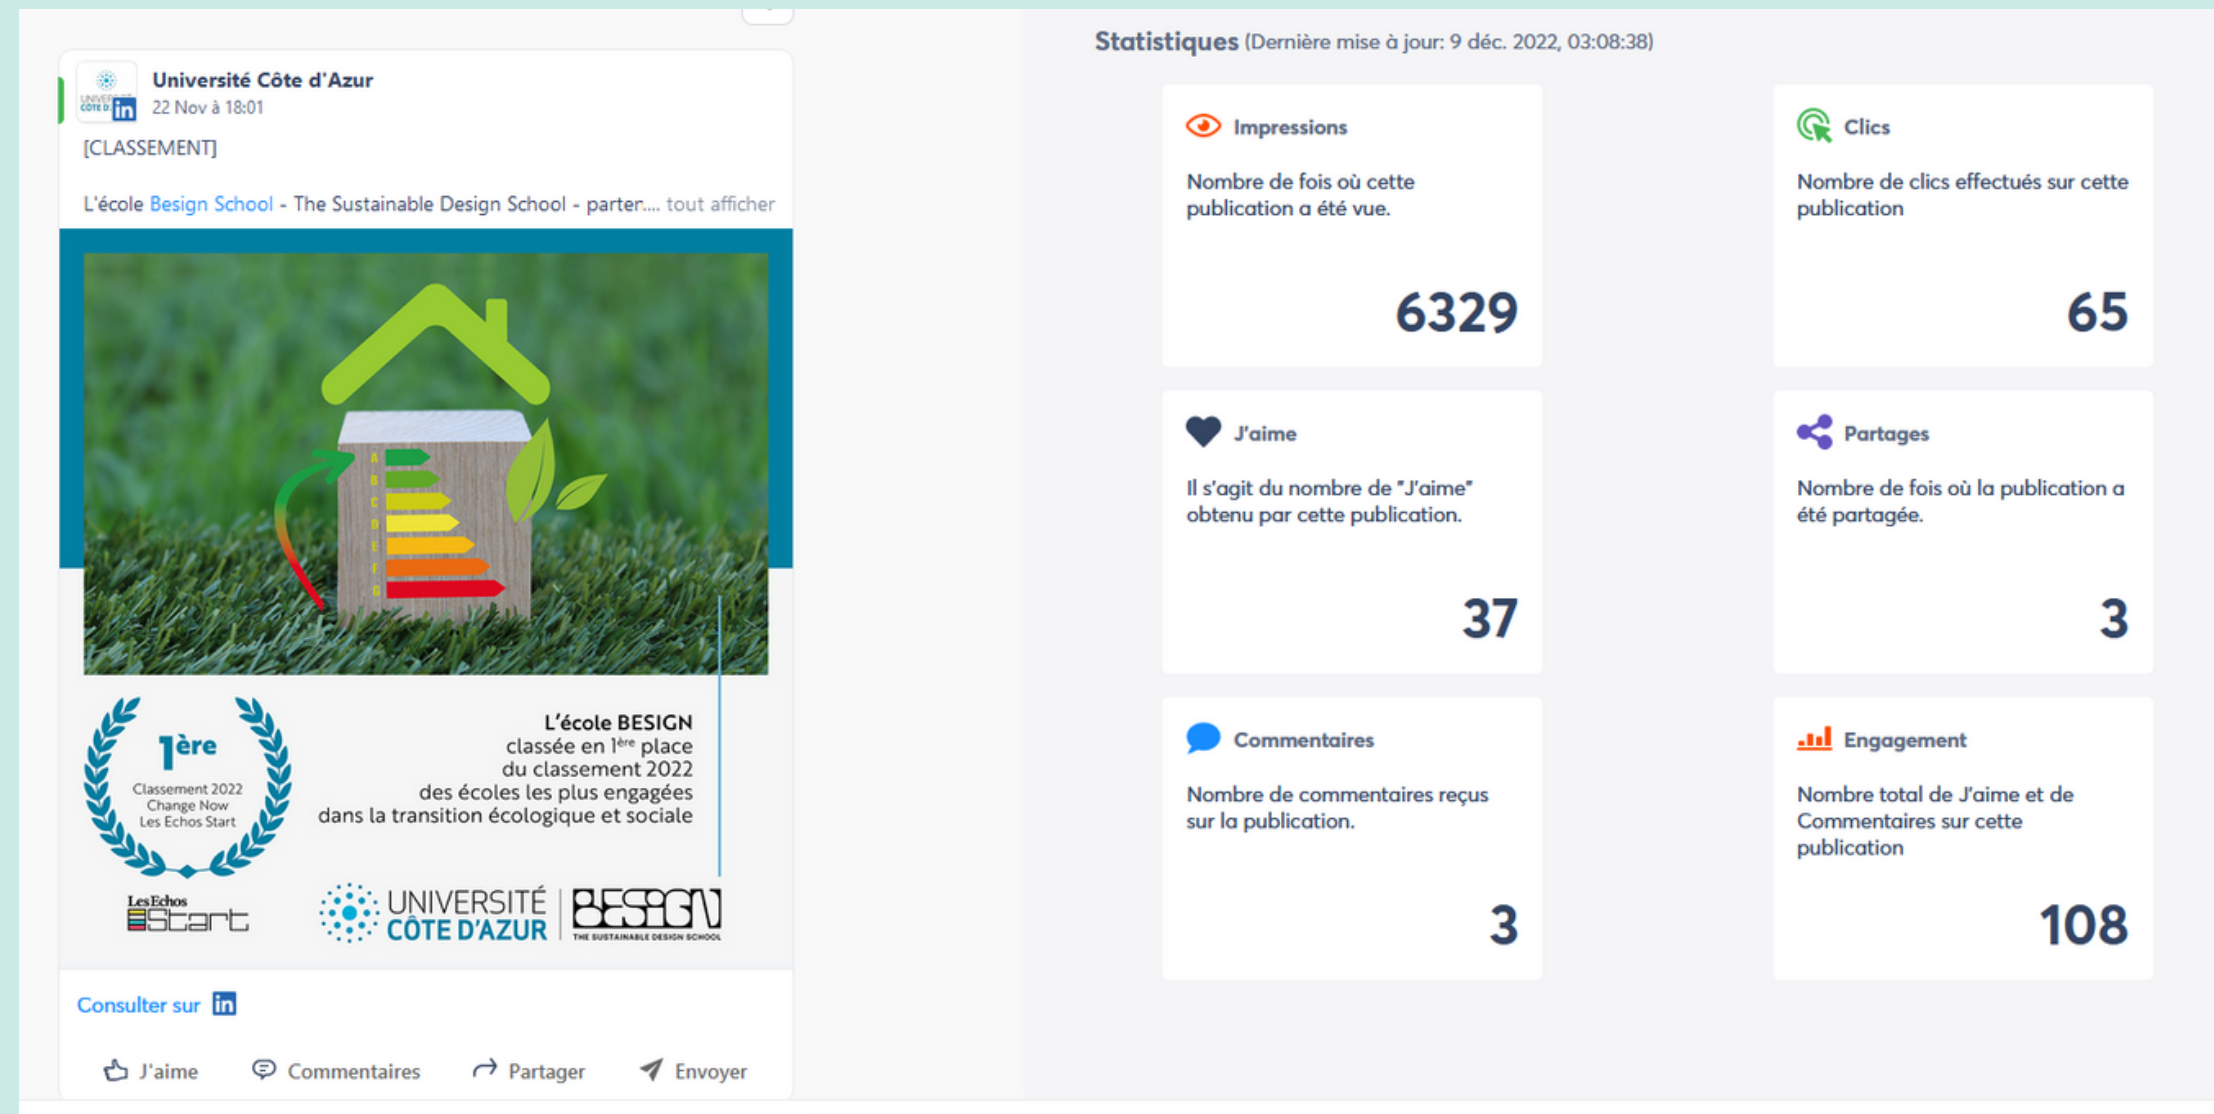 Université Côte d'Azur
22 Nov à 18:01
[CLASSEMENT]
L'école Besign School - The Sustainable Design School - parter.... tout afficher
A
B
C
D
E
F
G
1ère
Classement 2022
Change Now
Les Echos Start
Les Echos
Start
L'école BESIGN
classée en 1ère place
du classement 2022
des écoles les plus engagées
dans la transition écologique et sociale
UNIVERSITÉ
CÔTE D'AZUR
BESIGN
THE SUSTAINABLE DESIGN SCHOOL
Consulter sur in
J'aime Commentaires Partager Envoyer
Statistiques (Dernière mise à jour: 9 déc. 2022, 03:08:38)
Impressions
Nombre de fois où cette
publication a été vue.
6329
Clics
Nombre de clics effectués sur cette
publication
65
J'aime
Il s'agit du nombre de "J'aime"
obtenu par cette publication.
37
Partages
Nombre de fois où la publication a
été partagée.
3
Commentaires
Nombre de commentaires reçus
sur la publication.
3
Engagement
Nombre total de J'aime et de
Commentaires sur cette
publication
108